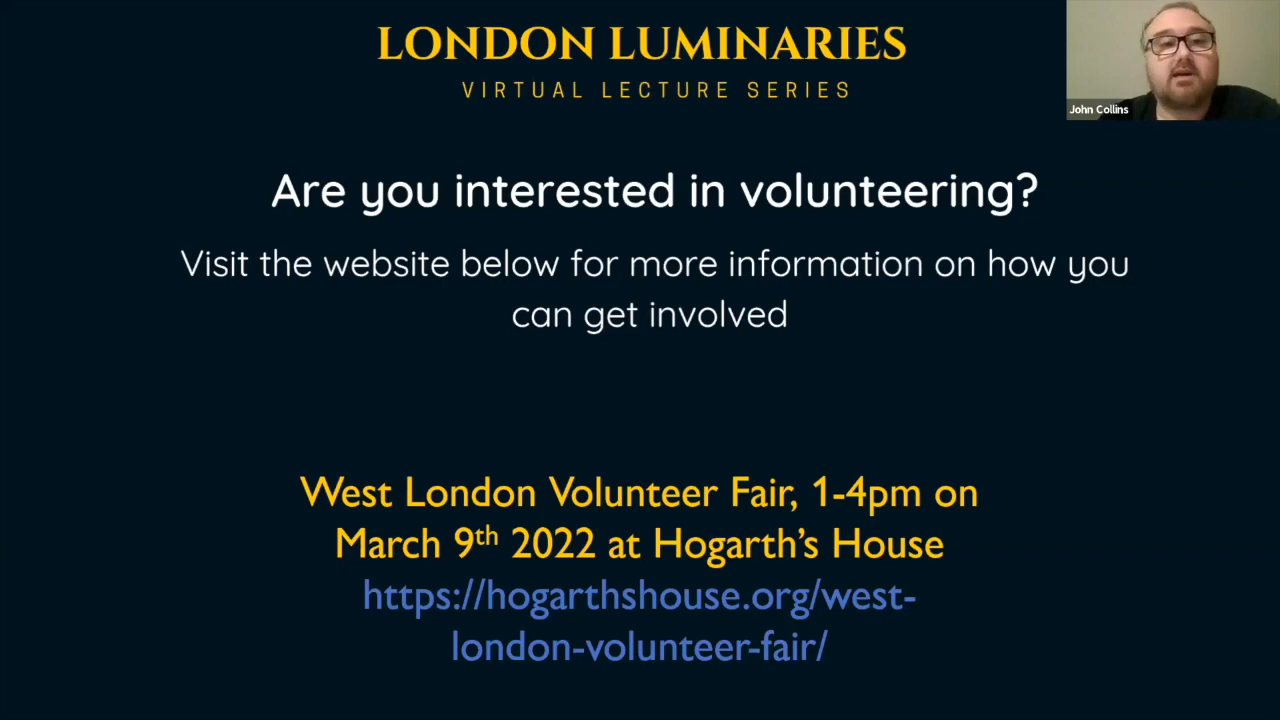 LONDON LUMINARIES
VIRTUAL LECTURE SERIES
John Collins
Are you interested in volunteering?
Visit the website below for more information on how you
can get involved
West London Volunteer Fair, 1-4pm on
March 9th 2022 at Hogarth’s House
https://hogarthshouse.org/west-
london-volunteer-fair/